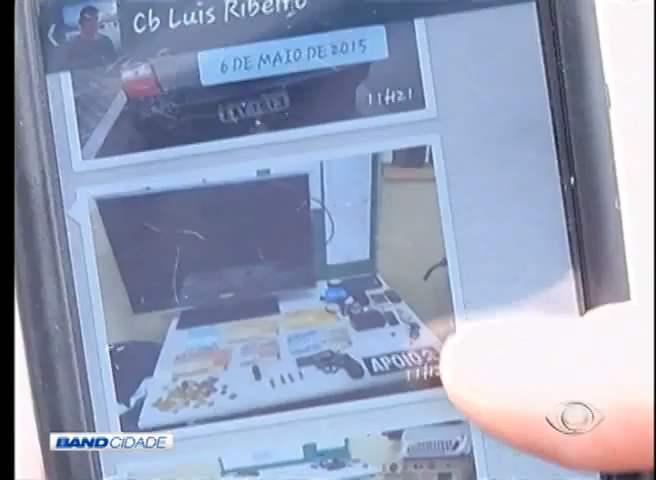 Cb Luis Ribeiro
6 DE MAIO DE 2015
11h21
APOIO
BAND CIDADE